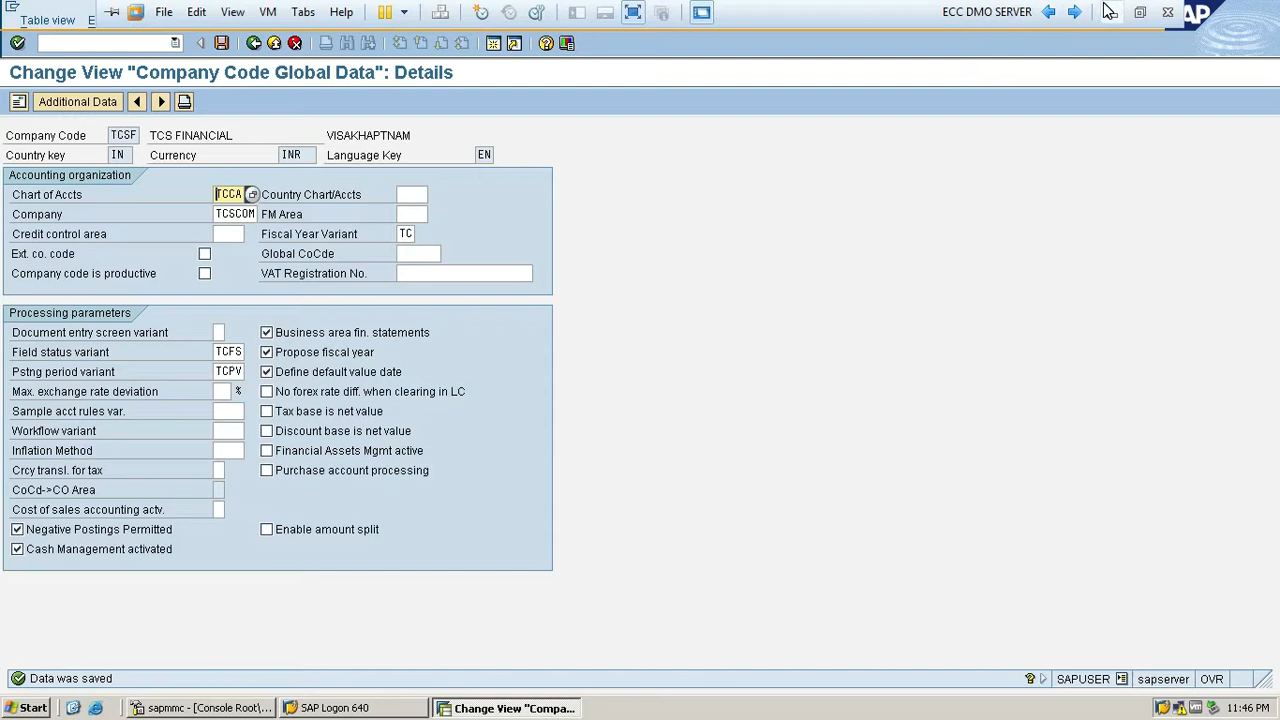 File Edit View VM Tabs Help ECC DMO SERVER
Table view E
SAP
Change View "Company Code Global Data": Details
Additional Data
Company Code TCSF TCS FINANCIAL VISAKHAPTNAM
Country key IN Currency INR Language Key EN
Accounting organization
Chart of Accts TCCA Country Chart/Accts
Company TCSCOM FM Area
Credit control area Fiscal Year Variant TC
Ext. co. code Global CoCde
Company code is productive VAT Registration No.
Processing parameters
Document entry screen variant Business area fin. statements
Field status variant TCFS Propose fiscal year
Pstng period variant TCPV Define default value date
Max. exchange rate deviation % No forex rate diff. when clearing in LC
Sample acct rules var. Tax base is net value
Workflow variant Discount base is net value
Inflation Method Financial Assets Mgmt active
Crcy transl. for tax Purchase account processing
CoCd->CO Area
Cost of sales accounting actv.
Negative Postings Permitted Enable amount split
Cash Management activated
Data was saved SAPUSER sapserver OVR
Start sapmmc - [Console Root\... SAP Logon 640 Change View "Compa... 11:46 PM